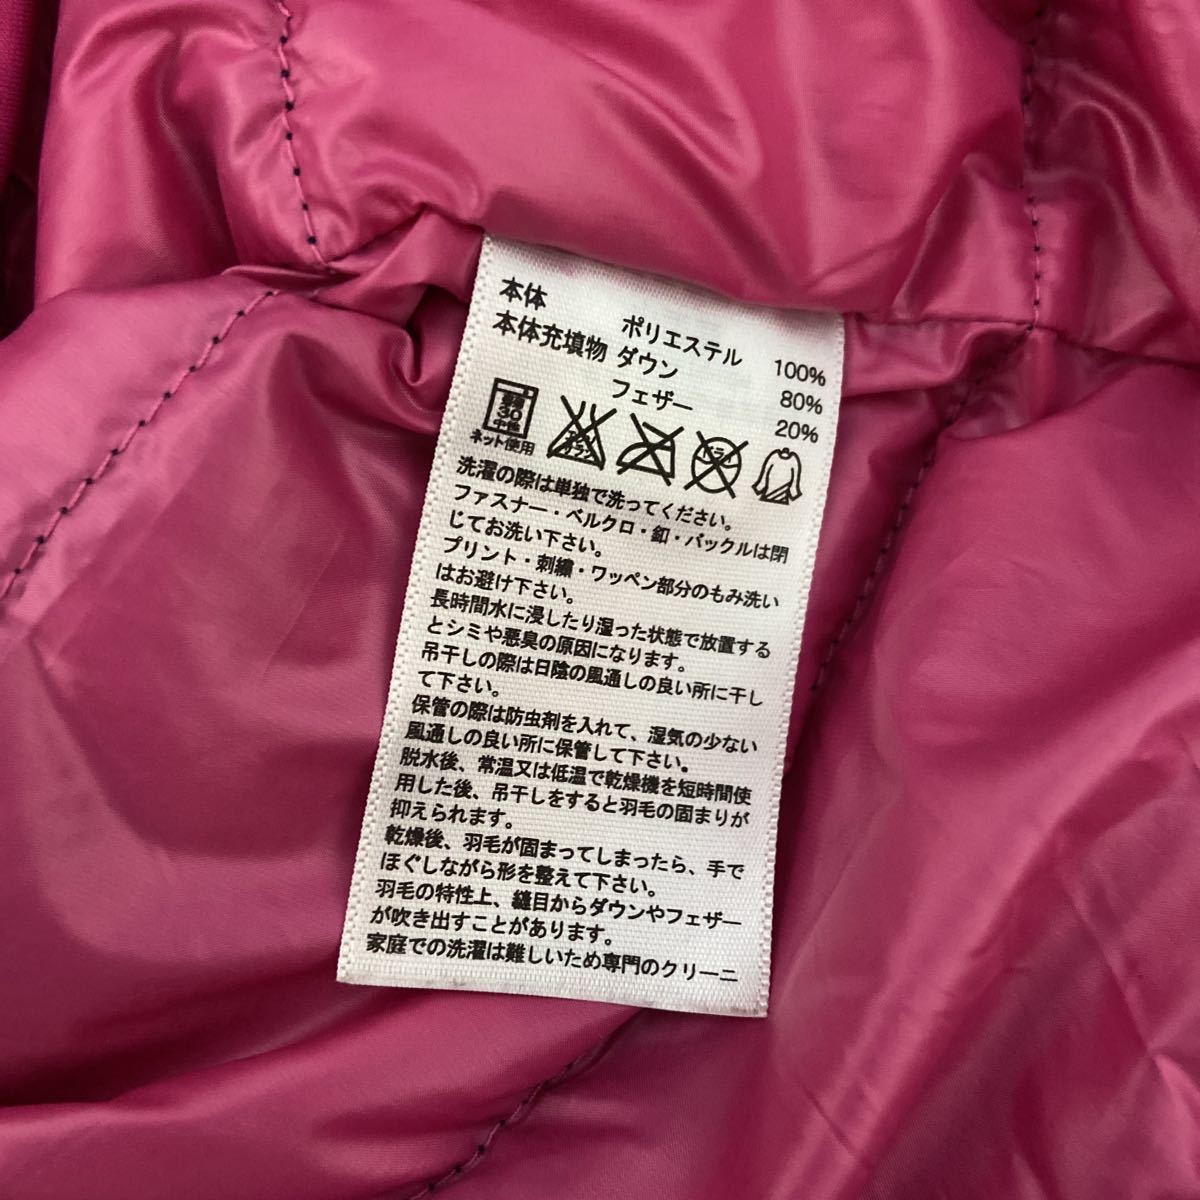 本体 ポリエステル 100%
本体充填物 ダウン 80%
フェザー 20%
30
中性
ネット使用
エンソ
ドライ
洗濯の際は単独で洗ってください。
ファスナー・ベルクロ・釦・バックルは閉
じてお洗い下さい。
プリント・刺繍・ワッペン部分のもみ洗い
はお避け下さい。
長時間水に浸したり湿った状態で放置する
とシミや悪臭の原因になります。
吊干しの際は日陰の風通しの良い所に干し
て下さい。
保管の際は防虫剤を入れて、湿気の少ない
風通しの良い所に保管して下さい。
脱水後、常温又は低温で乾燥機を短時間使
用した後、吊干しをすると羽毛の固まりが
抑えられます。
乾燥後、羽毛が固まってしまったら、手で
ほぐしながら形を整えて下さい。
羽毛の特性上、縫目からダウンやフェザー
が吹き出すことがあります。
家庭での洗濯は難しいため専門のクリーニ